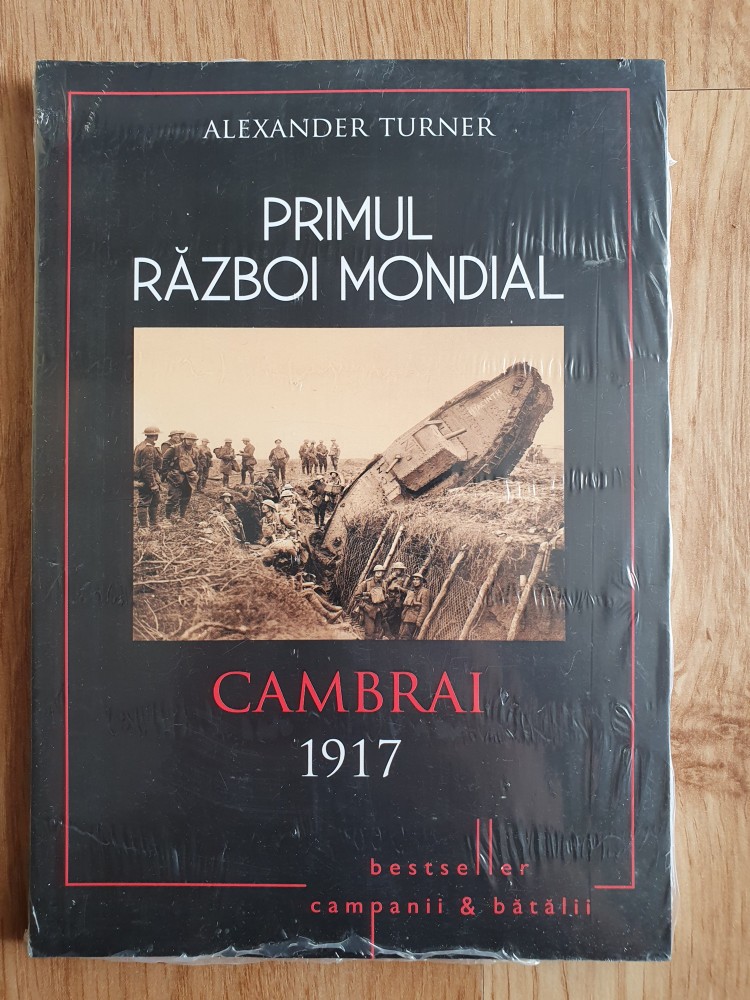 ALEXANDER TURNER
PRIMUL
RĂZBOI MONDIAL
CAMBRAI
1917
bestseller
campanii & bătălii